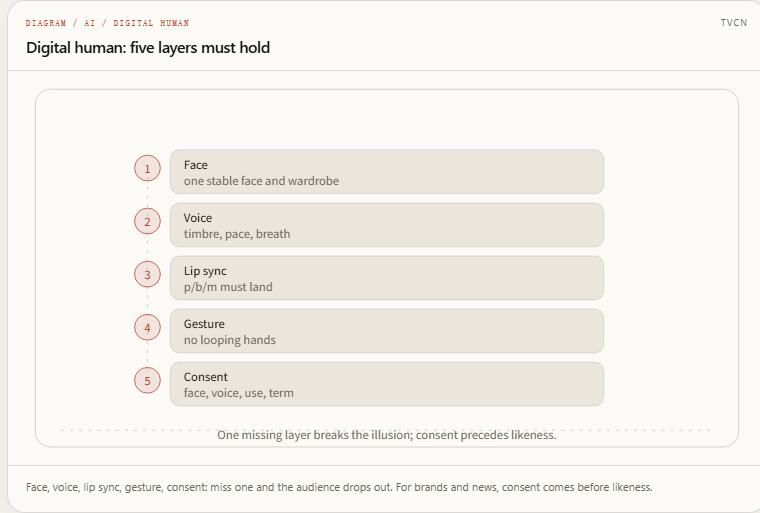 DIAGRAM / AI / DIGITAL HUMAN
TVCN
Digital human: five layers must hold
1
Face
one stable face and wardrobe
2
Voice
timbre, pace, breath
3
Lip sync
p/b/m must land
4
Gesture
no looping hands
5
Consent
face, voice, use, term
One missing layer breaks the illusion; consent precedes likeness.
Face, voice, lip sync, gesture, consent: miss one and the audience drops out. For brands and news, consent comes before likeness.